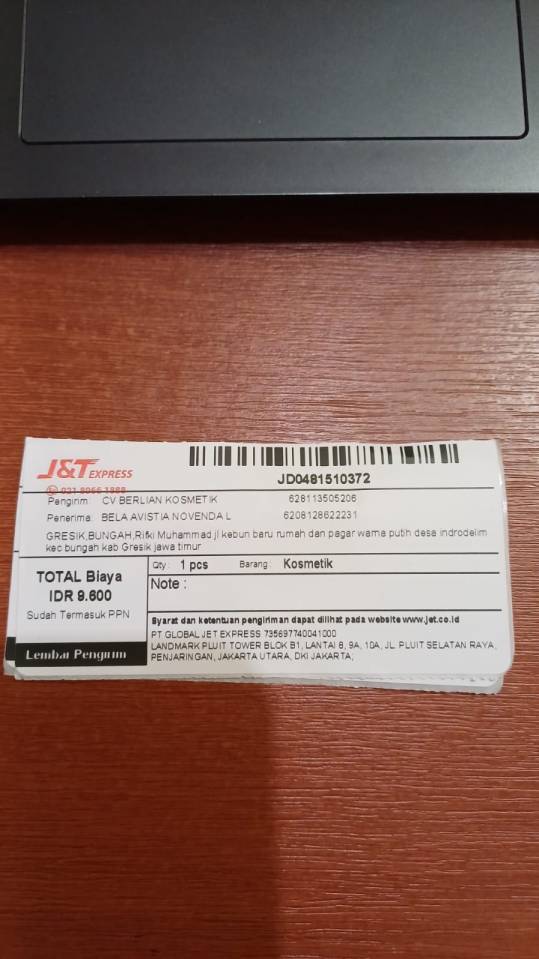 J&T EXPRESS
021 8066 1888
JD0481510372
Pengirim: CV BERLIAN KOSMETIK 628113505206
Penerima: BELA AVISTIA NOVENDA L 6208128622231
GRESIK,BUNGAH,Rifki Muhammad jl kebun baru rumah dan pagar warna putih desa indrodelim
kec bungah kab Gresik jawa timur
TOTAL Biaya
IDR 9.600
Sudah Termasuk PPN
Lembar Pengirim
Qty: 1 pcs Barang: Kosmetik
Note :
Syarat dan ketentuan pengiriman dapat dilihat pada website www.jet.co.id
PT GLOBAL JET EXPRESS 735697740041000
LANDMARK PLUIT TOWER BLOK B1, LANTAI 8, 9A, 10A, JL. PLUIT SELATAN RAYA,
PENJARINGAN, JAKARTA UTARA, DKI JAKARTA,